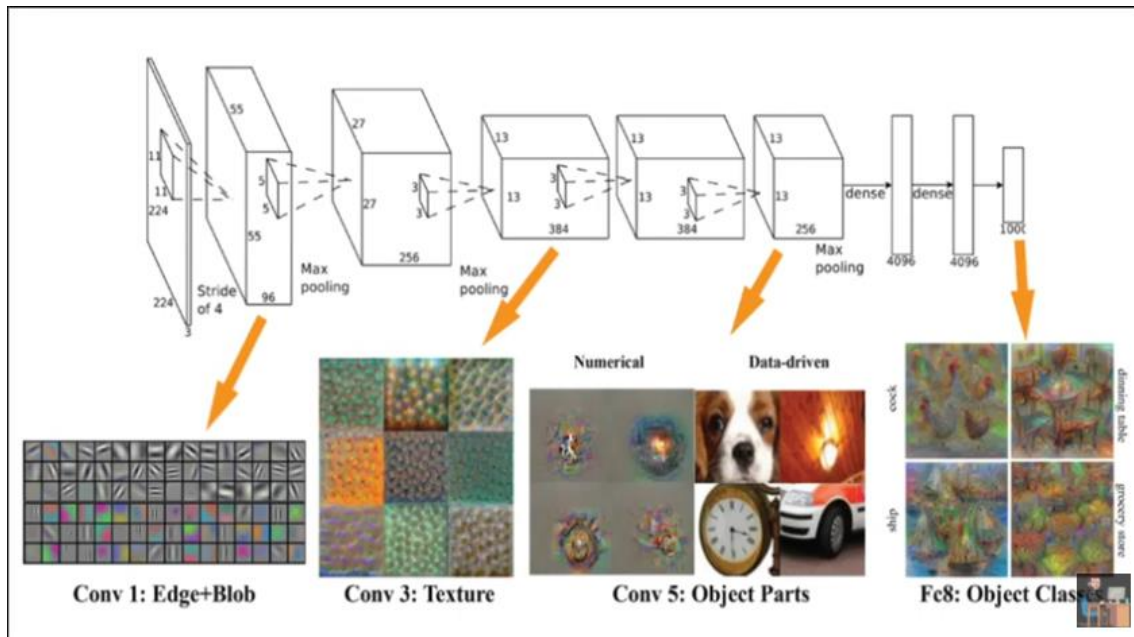 55
27
13
13
13
11
11
224
5
5
55
27
3
3
13
3
3
13
3
3
13
dense
dense
384
384
256
1000
256
Max
pooling
4096
4096
Max
pooling
Max
pooling
Stride
of 4
96
224
3
Numerical
Data-driven
cock
dinning table
ship
grocery store
Conv 1: Edge+Blob
Conv 3: Texture
Conv 5: Object Parts
Fc8: Object Classes